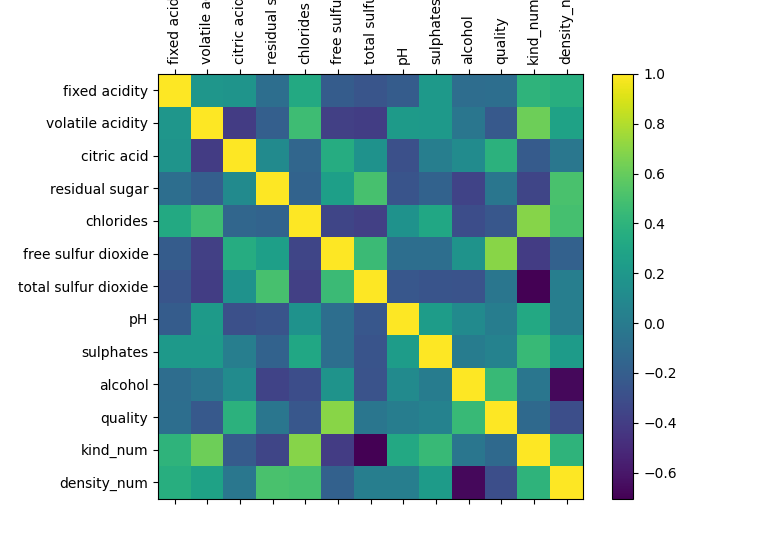 fixed acid
volatile a
citric acid
residual s
chlorides
free sulfu
total sulfu
pH
sulphates
alcohol
quality
kind_num
density_n
fixed acidity
volatile acidity
citric acid
residual sugar
chlorides
free sulfur dioxide
total sulfur dioxide
pH
sulphates
alcohol
quality
kind_num
density_num
1.0
0.8
0.6
0.4
0.2
0.0
−0.2
−0.4
−0.6